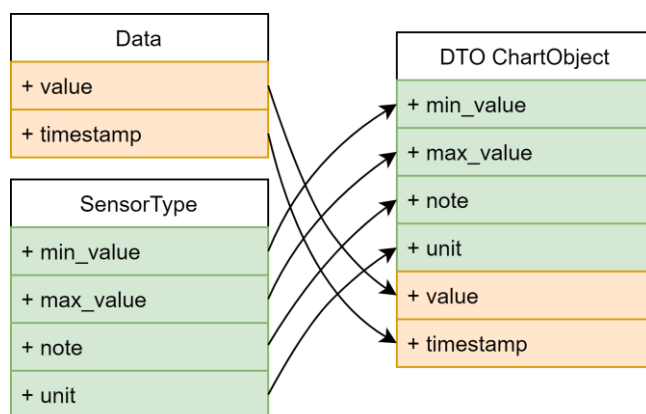 Data
+ value
+ timestamp
SensorType
+ min_value
+ max_value
+ note
+ unit
DTO ChartObject
+ min_value
+ max_value
+ note
+ unit
+ value
+ timestamp